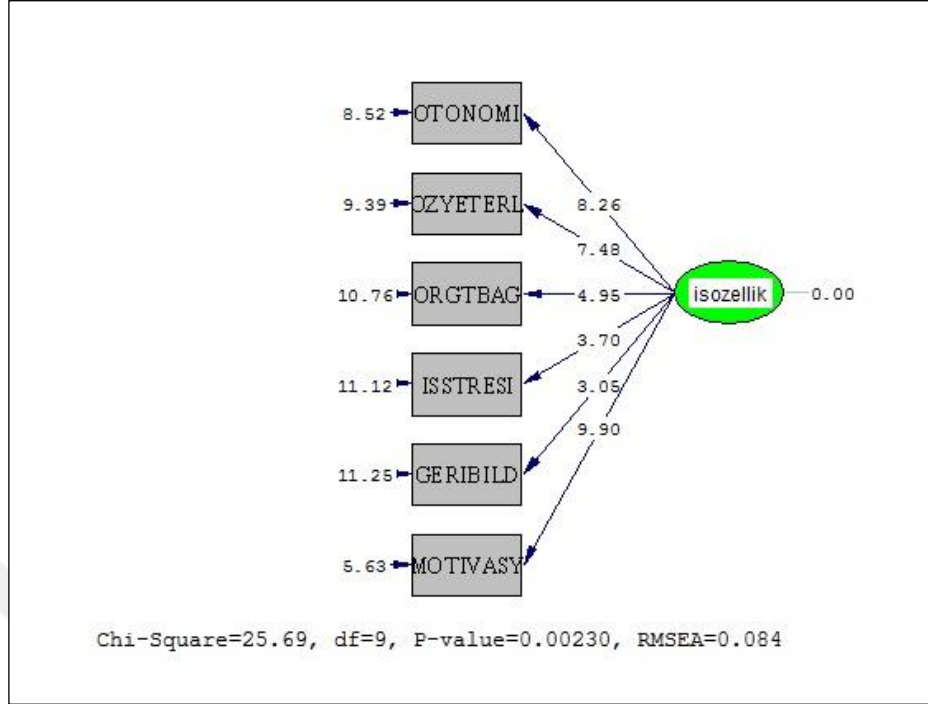 8.52 OTONOMI
8.26
9.39 OZYETERL
7.48
10.76 ORGTBAG 4.95 isozellik 0.00
3.70
11.12 ISSTRESI 3.05
9.90
11.25 GERIBILD
5.63 MOTIVASY
Chi-Square=25.69, df=9, P-value=0.00230, RMSEA=0.084